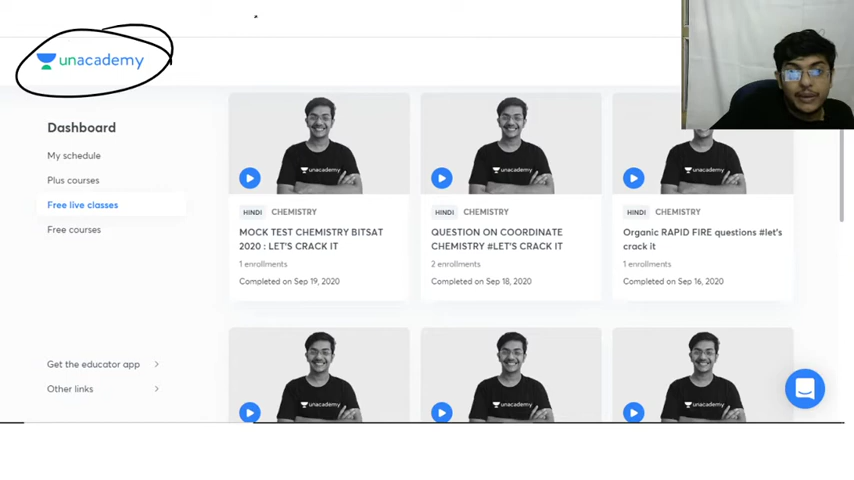 unacademy
Dashboard
My schedule
Plus courses
Free live classes
Free courses
Get the educator app
Other links
unacademy
HINDI CHEMISTRY
MOCK TEST CHEMISTRY BITSAT
2020 : LET'S CRACK IT
1 enrollments
Completed on Sep 19, 2020
unacademy
HINDI CHEMISTRY
QUESTION ON COORDINATE
CHEMISTRY #LET'S CRACK IT
2 enrollments
Completed on Sep 18, 2020
unacademy
HINDI CHEMISTRY
Organic RAPID FIRE questions #let's
crack it
1 enrollments
Completed on Sep 16, 2020
unacademy
unacademy
unacademy